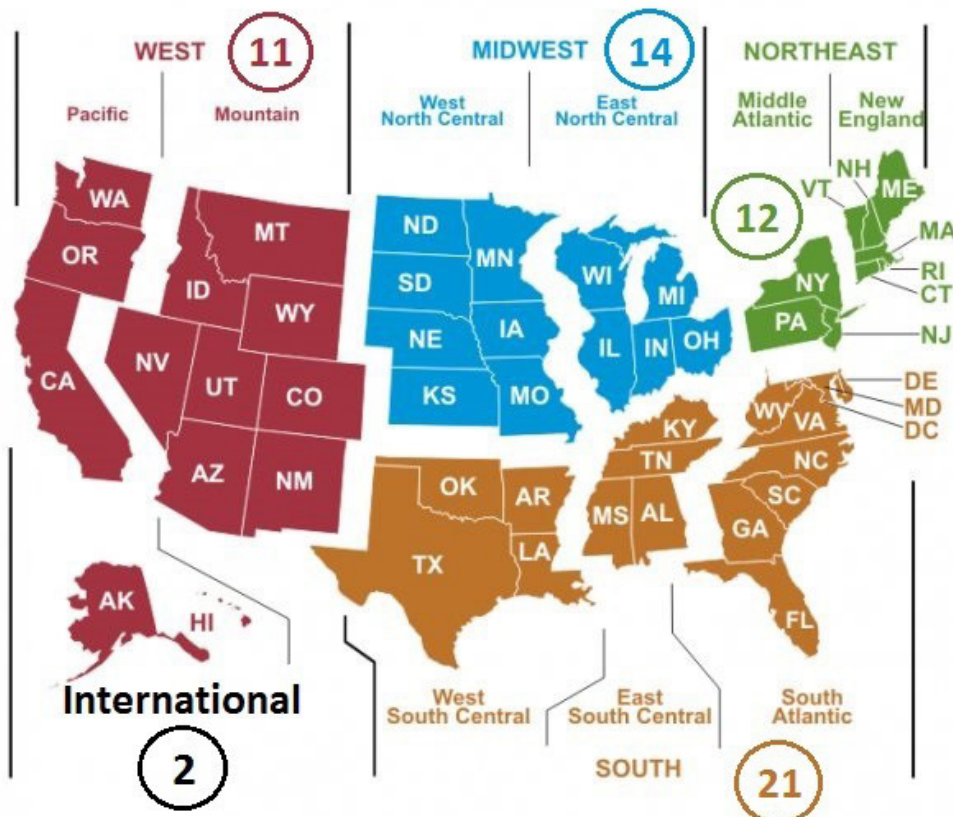 WEST 11
MIDWEST 14
NORTHEAST
Pacific
Mountain
West
North Central
East
North Central
Middle
Atlantic
New
England
12
WA
OR
CA
MT
ID
WY
NV
UT
CO
AZ
NM
ND
SD
NE
KS
MN
IA
MO
WI
MI
IL
IN
OH
VT
NH
ME
MA
RI
CT
NY
PA
NJ
DE
MD
DC
WV
VA
KY
TN
NC
SC
GA
FL
OK
AR
TX
LA
MS
AL
AK
HI
International
2
West
South Central
East
South Central
South
Atlantic
SOUTH
21